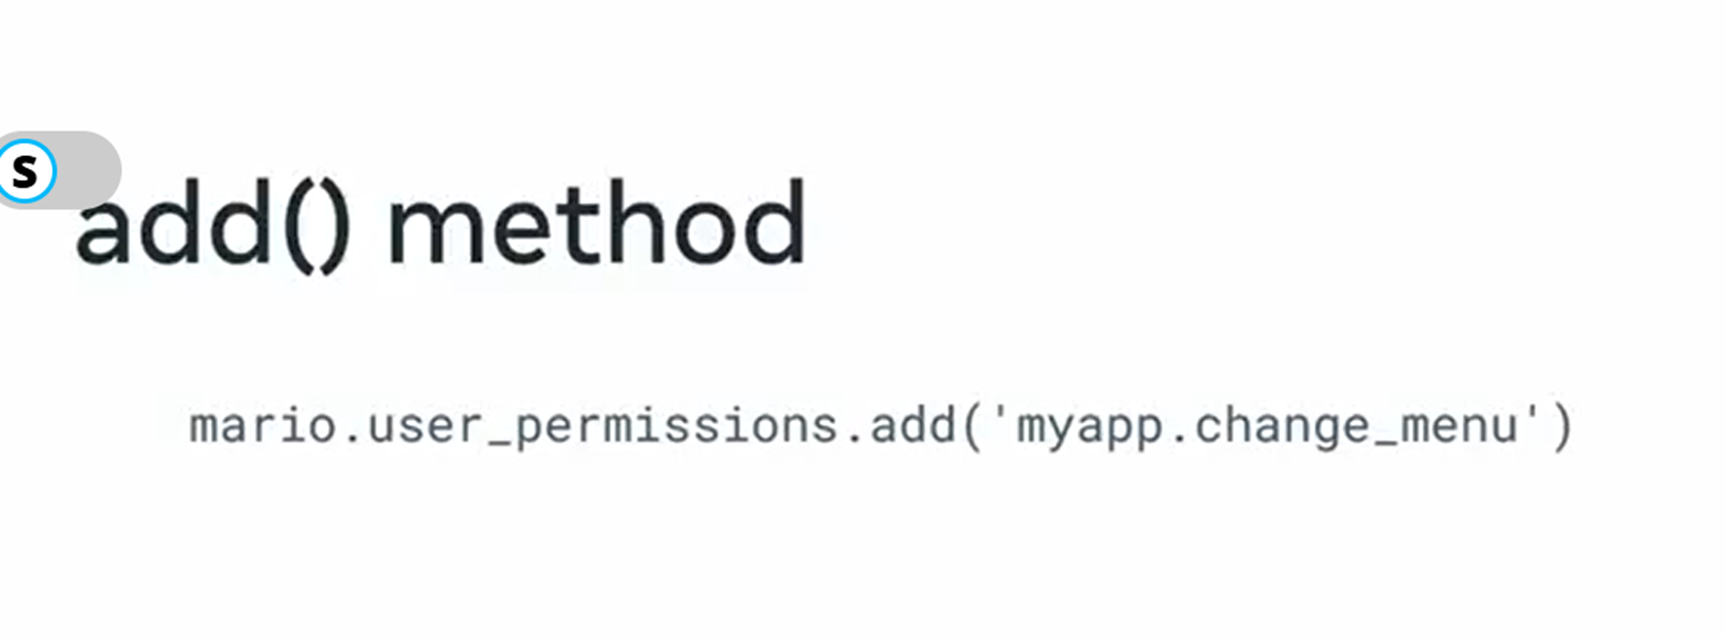 S
add() method
mario.user_permissions.add('myapp.change_menu')